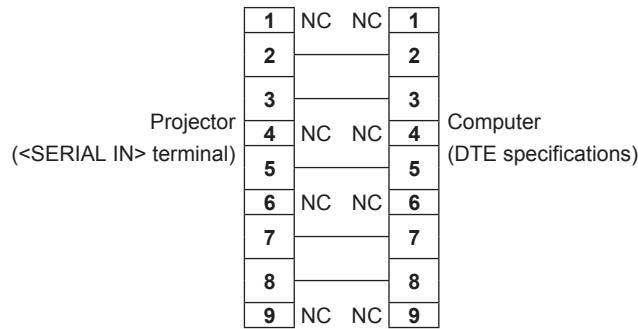 1 NC NC 1
2 2
3 3
Projector
(<SERIAL IN> terminal)
4 NC NC 4
Computer
(DTE specifications)
5 5
6 NC NC 6
7 7
8 8
9 NC NC 9